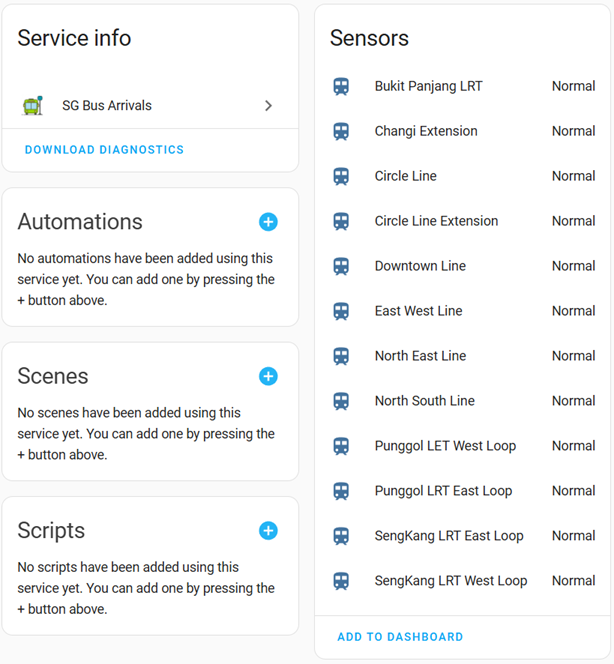 Service info
SG Bus Arrivals
DOWNLOAD DIAGNOSTICS
Automations
No automations have been added using this
service yet. You can add one by pressing the
+ button above.
Scenes
No scenes have been added using this
service yet. You can add one by pressing the
+ button above.
Scripts
No scripts have been added using this
service yet. You can add one by pressing the
+ button above.
Sensors
Bukit Panjang LRT Normal
Changi Extension Normal
Circle Line Normal
Circle Line Extension Normal
Downtown Line Normal
East West Line Normal
North East Line Normal
North South Line Normal
Punggol LET West Loop Normal
Punggol LRT East Loop Normal
SengKang LRT East Loop Normal
SengKang LRT West Loop Normal
ADD TO DASHBOARD